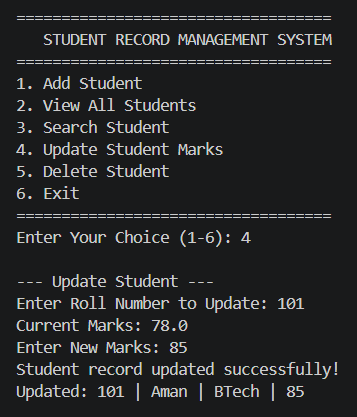 ===================================
STUDENT RECORD MANAGEMENT SYSTEM
===================================
1. Add Student
2. View All Students
3. Search Student
4. Update Student Marks
5. Delete Student
6. Exit
===================================
Enter Your Choice (1-6): 4
--- Update Student ---
Enter Roll Number to Update: 101
Current Marks: 78.0
Enter New Marks: 85
Student record updated successfully!
Updated: 101 | Aman | BTech | 85